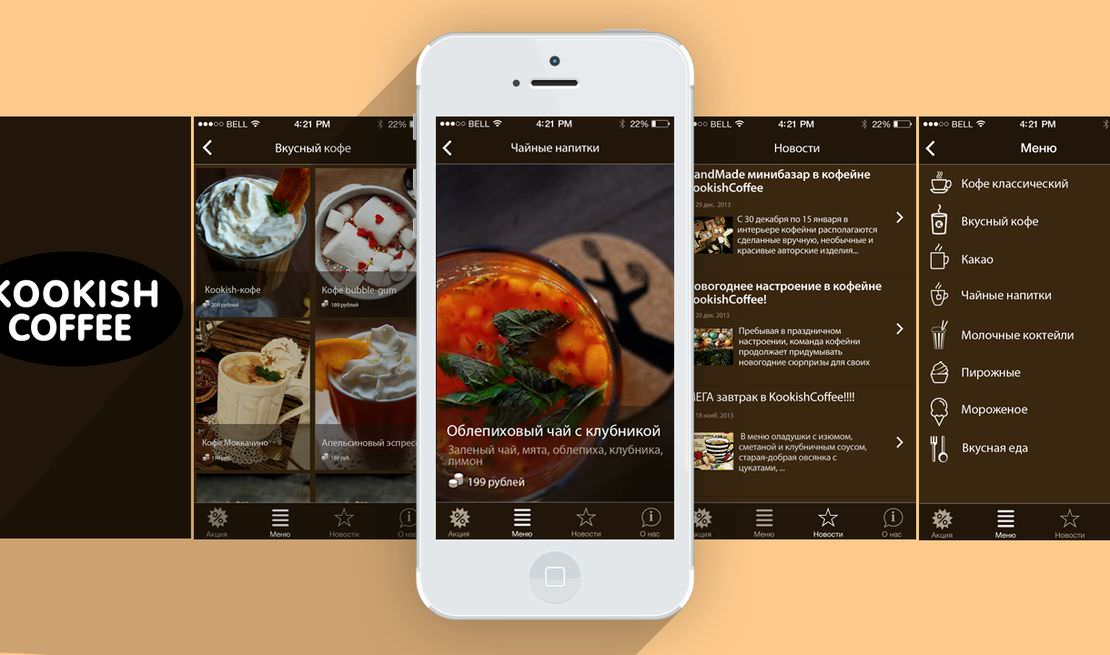 KOOKISH
COFFEE
BELL
4:21 PM
22%
Вкусный кофе
Kookish-кофе
209 рублей
Кофе bubble-gum
189 рублей
Кофе Моккачино
Апельсиновый эспрес
Акция
Меню
Новости
О
BELL
4:21 PM
22%
Чайные напитки
Облепиховый чай с клубникой
Заленый чай, мята, облепиха, клубника,
лимон
199 рублей
Акция
Меню
Новости
О нас
BELL
4:21 PM
22%
Новости
andMade минибазар в кофейне
ookishCoffee
29 дек. 2013
С 30 декабря по 15 января в
интерьере кофейни располагаются
сделанные вручную, необычные и
красивые авторские изделия...
овогоднее настроение в кофейне
ookishCoffee!
20 дек. 2013
Пребывая в праздничном
настроении, команда кофейни
продолжает придумывать
новогодние сюрпризы для своих
ЕГА завтрак в KookishCoffee!!!!
18 нояб. 2013
В меню оладушки с изюмом,
сметаной и клубничным соусом,
старая-добрая овсянка с
цукатами, ...
кция
Меню
Новости
О нас
BELL
4:21 PM
Меню
Кофе классический
Вкусный кофе
Какао
Чайные напитки
Молочные коктейли
Пирожные
Мороженое
Вкусная еда
Акция
Меню
Новости